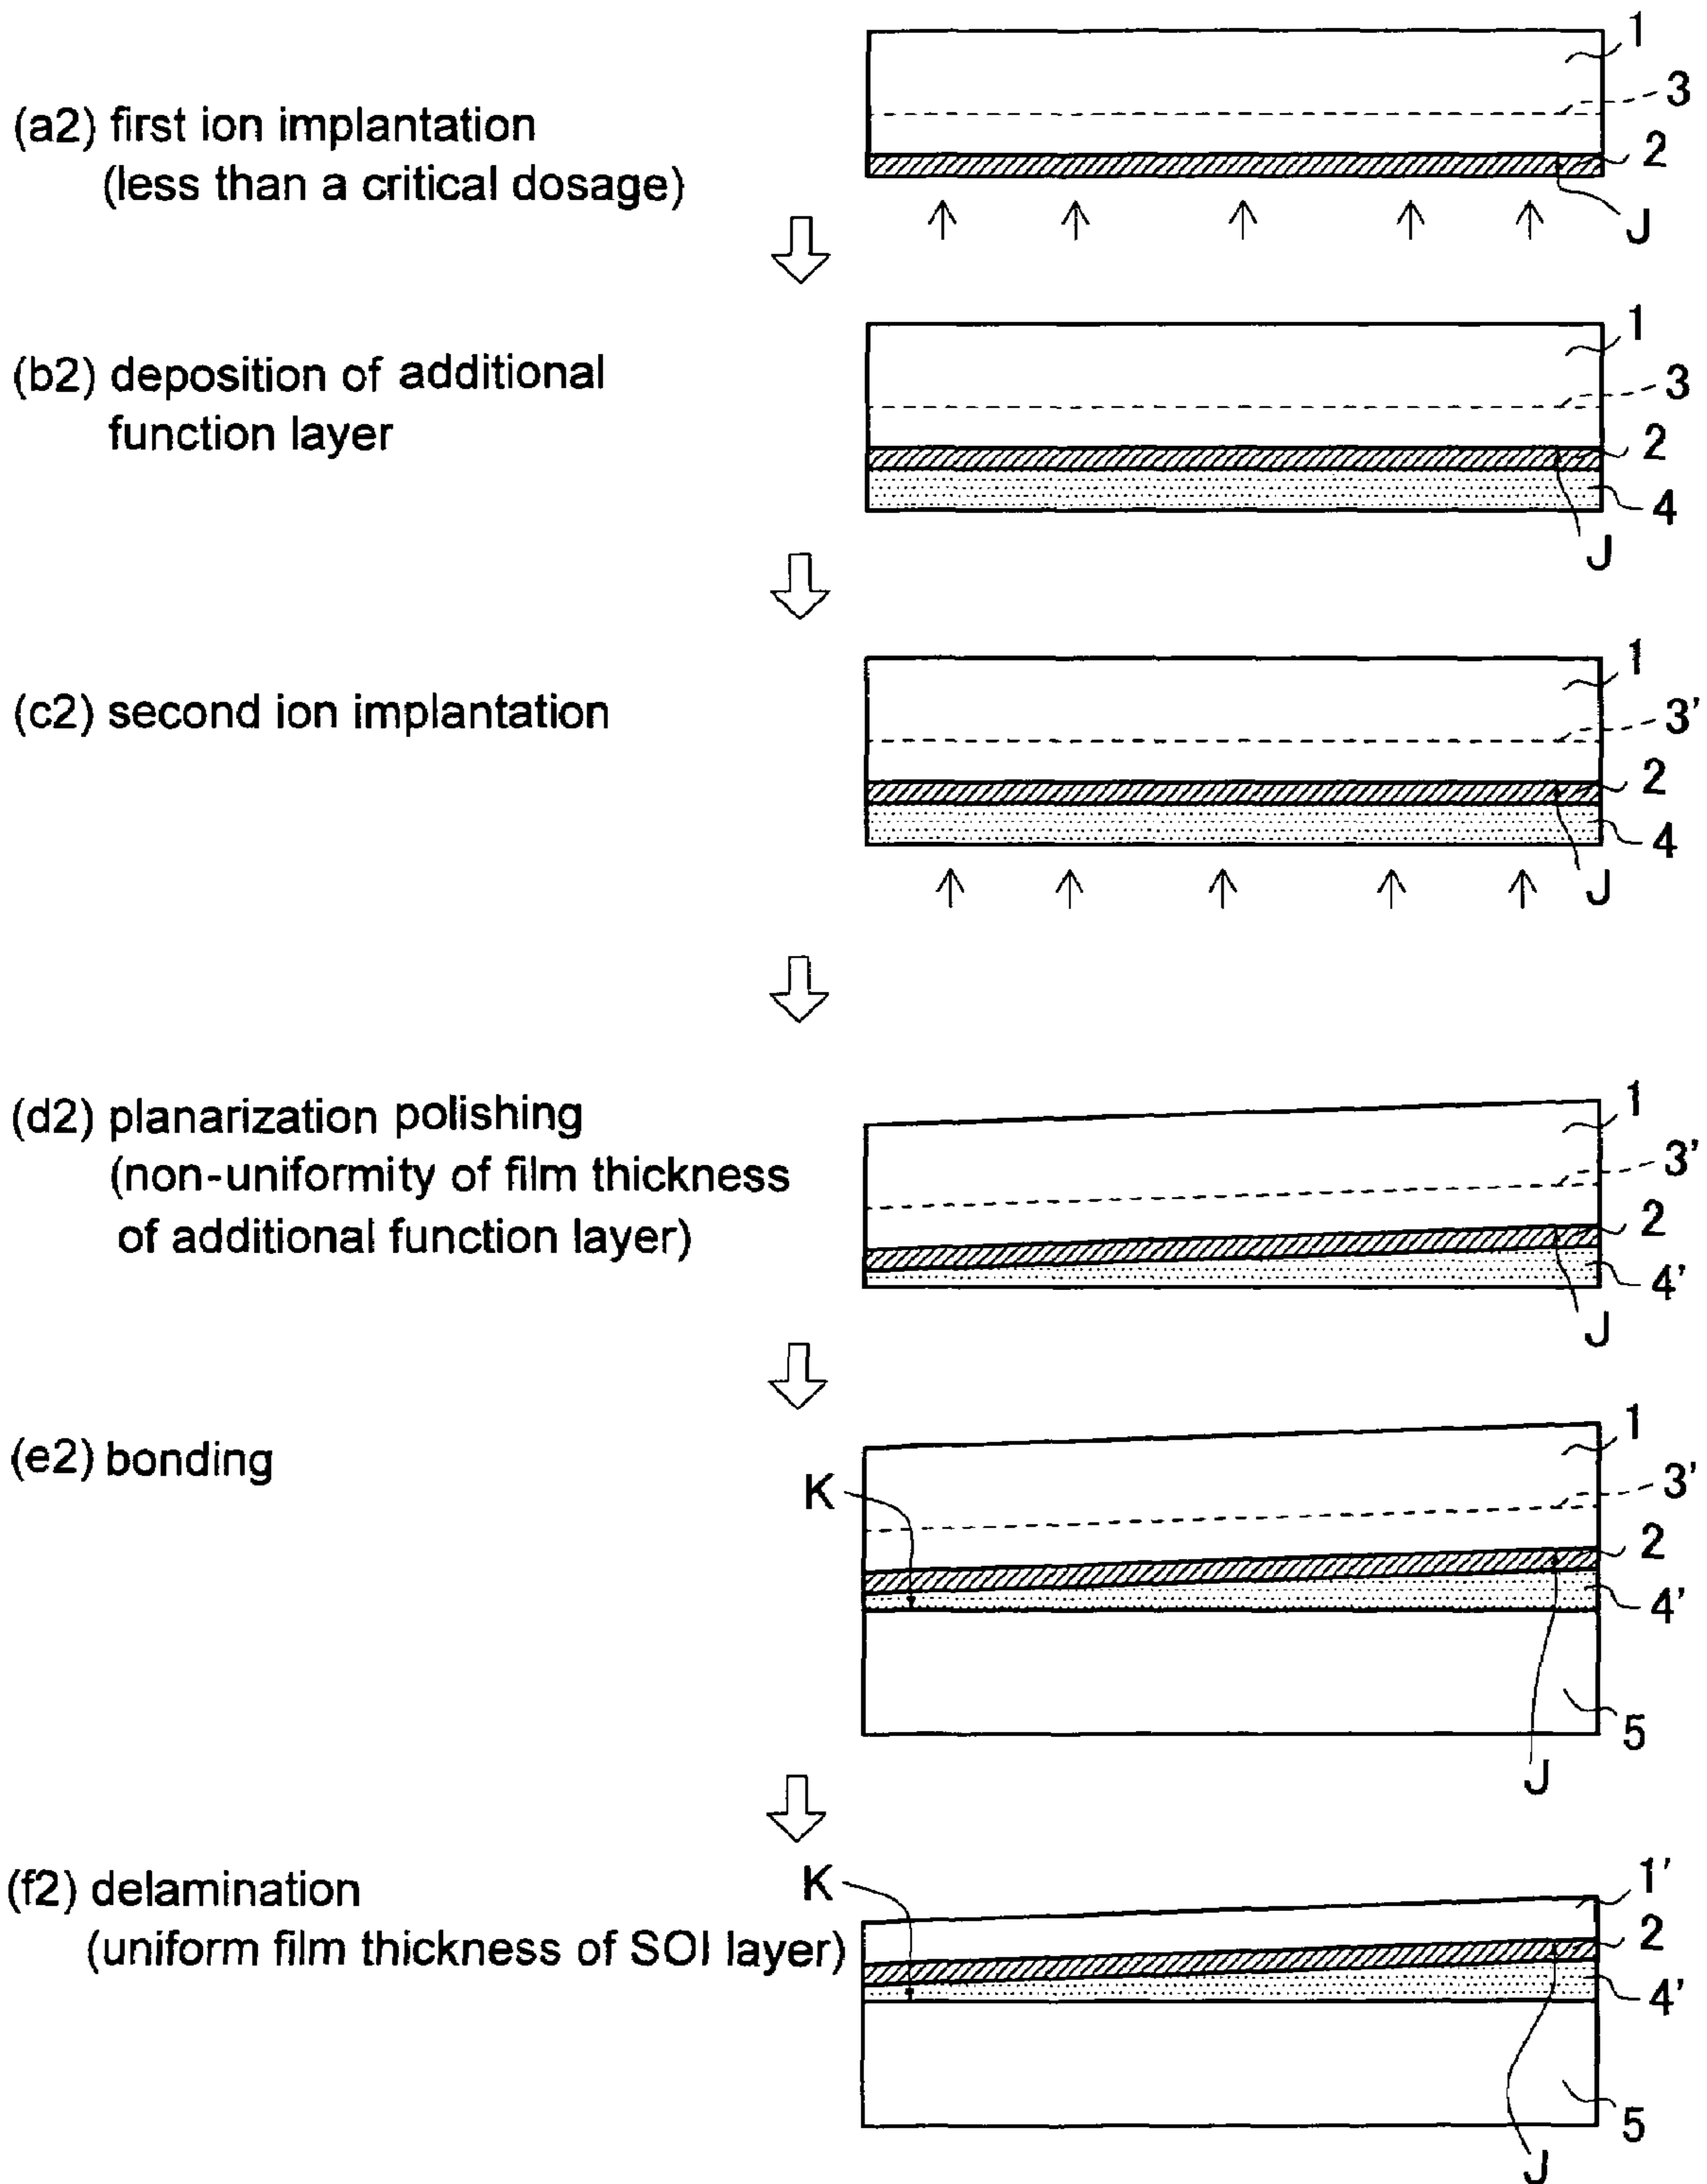 1
3
(a2) first ion implantation
(less than a critical dosage)
2
J
1
(b2) deposition of additional
function layer
3
2
4
J
1
(c2) second ion implantation
3'
2
4
J
(d2) planarization polishing
(non-uniformity of film thickness
of additional function layer)
1
3'
2
4'
J
1
(e2) bonding
K
3'
2
4'
5
J
(f2) delamination
(uniform film thickness of SOI layer)
K
1'
2
4'
5
J